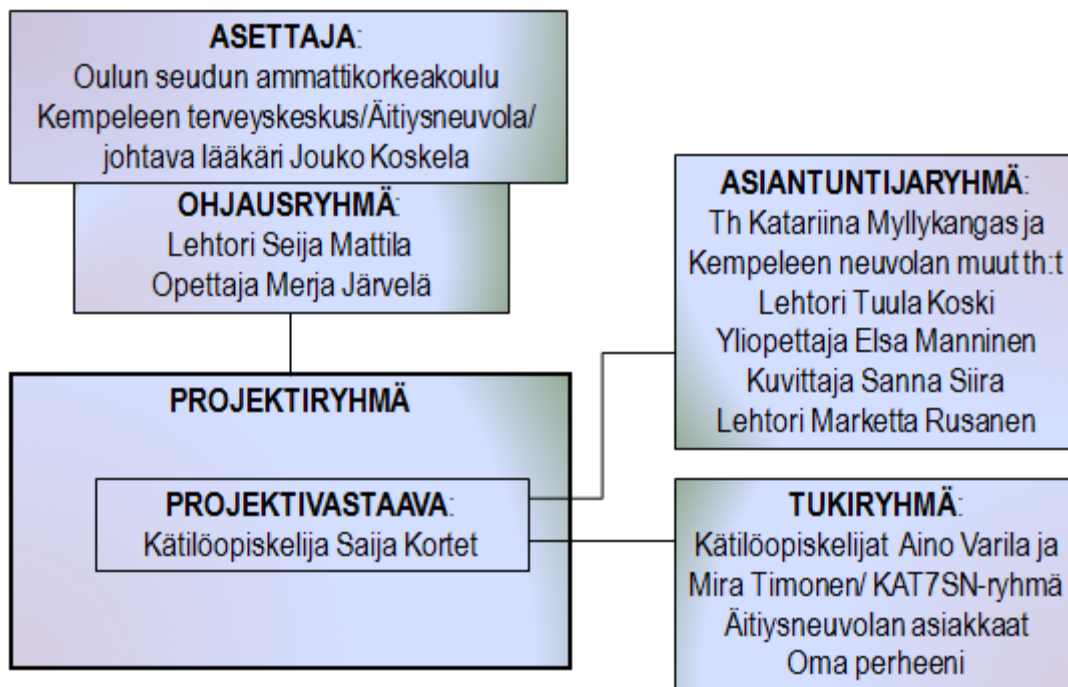 ASETTAJA:
Oulun seudun ammattikorkeakoulu
Kempeleen terveyskeskus/Äitiysneuvola/
johtava lääkäri Jouko Koskela
OHJAUSRYHMÄ:
Lehtori Seija Mattila
Opettaja Merja Järvelä
PROJEKTIRYHMÄ
PROJEKTIVASTAAVA:
Kätilöopiskelija Saija Kortet
ASIANTUNTIJARYHMÄ:
Th Katariina Myllykangas ja
Kempeleen neuvolan muut th:t
Lehtori Tuula Koski
Yliopettaja Elsa Manninen
Kuvittaja Sanna Siira
Lehtori Marketta Rusanen
TUKIRYHMÄ:
Kätilöopiskelijat Aino Varila ja
Mira Timonen/ KAT7SN-ryhmä
Äitiysneuvolan asiakkaat
Oma perheeni